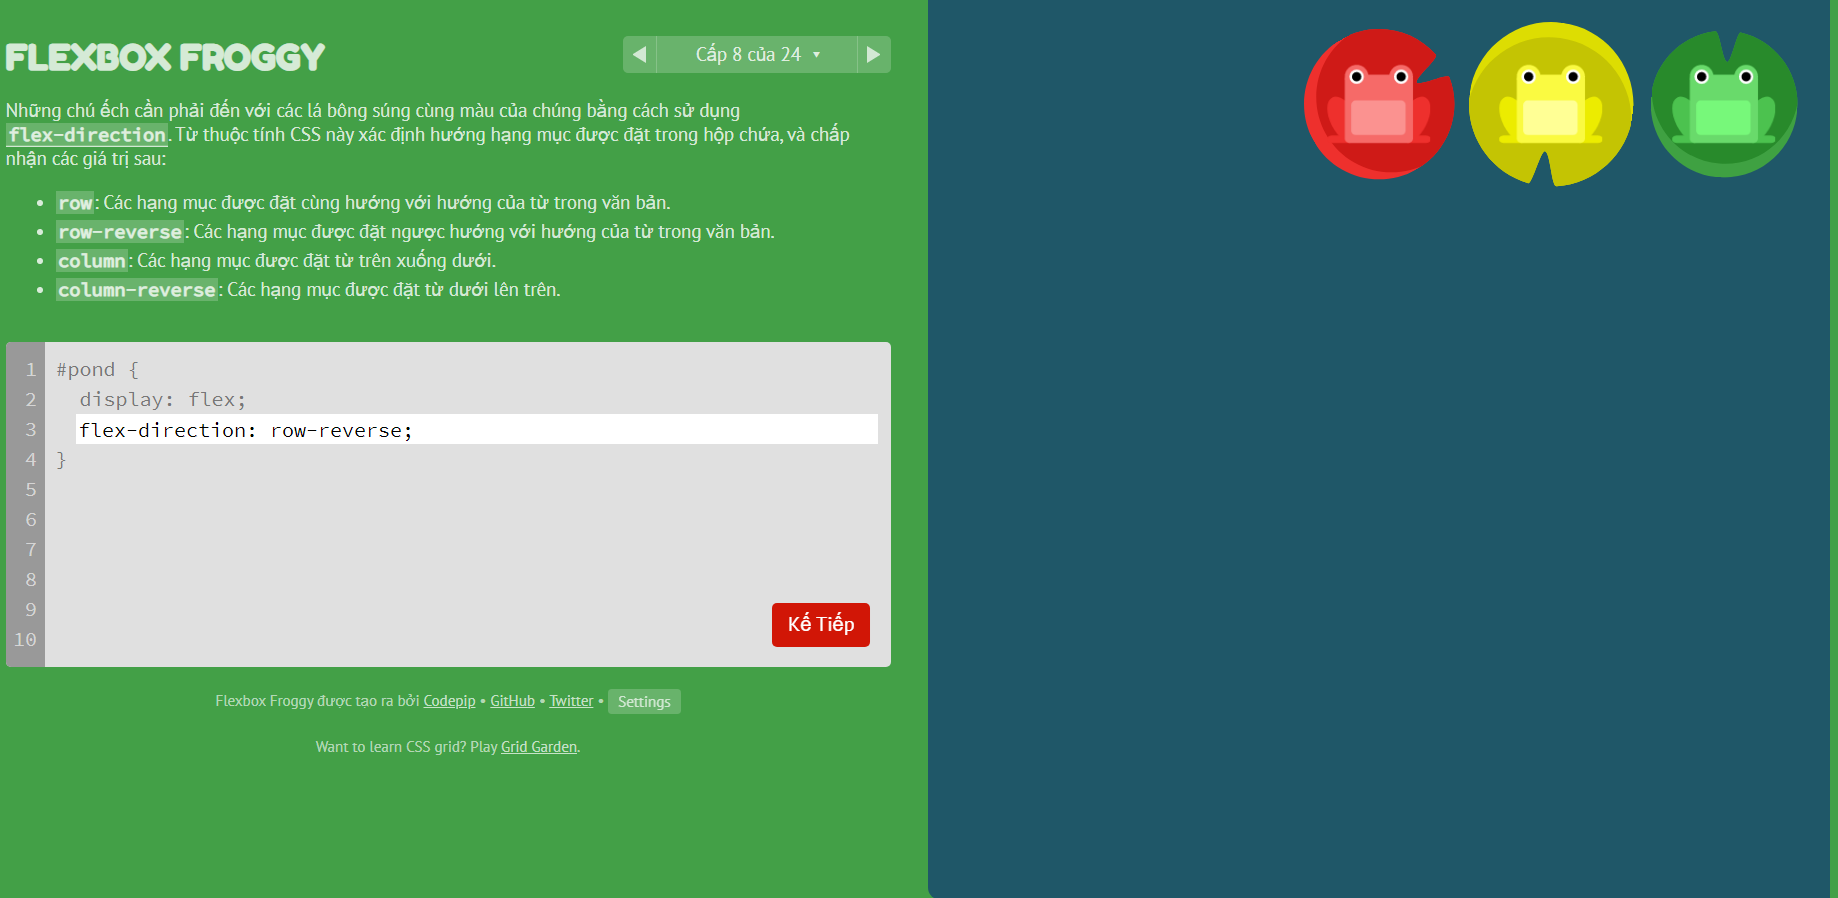 FLEXBOX FROGGY
Cấp 8 của 24 ▼
Những chú ếch cần phải đến với các lá bông súng cùng màu của chúng bằng cách sử dụng
flex-direction. Từ thuộc tính CSS này xác định hướng hạng mục được đặt trong hộp chứa, và chấp
nhận các giá trị sau:
• row: Các hạng mục được đặt cùng hướng với hướng của từ trong văn bản.
• row-reverse: Các hạng mục được đặt ngược hướng với hướng của từ trong văn bản.
• column: Các hạng mục được đặt từ trên xuống dưới.
• column-reverse: Các hạng mục được đặt từ dưới lên trên.
1 #pond {
2 display: flex;
3 flex-direction: row-reverse;
4 }
5
6
7
8
9
10
Kế Tiếp
Flexbox Froggy được tạo ra bởi Codepip • GitHub • Twitter • Settings
Want to learn CSS grid? Play Grid Garden.